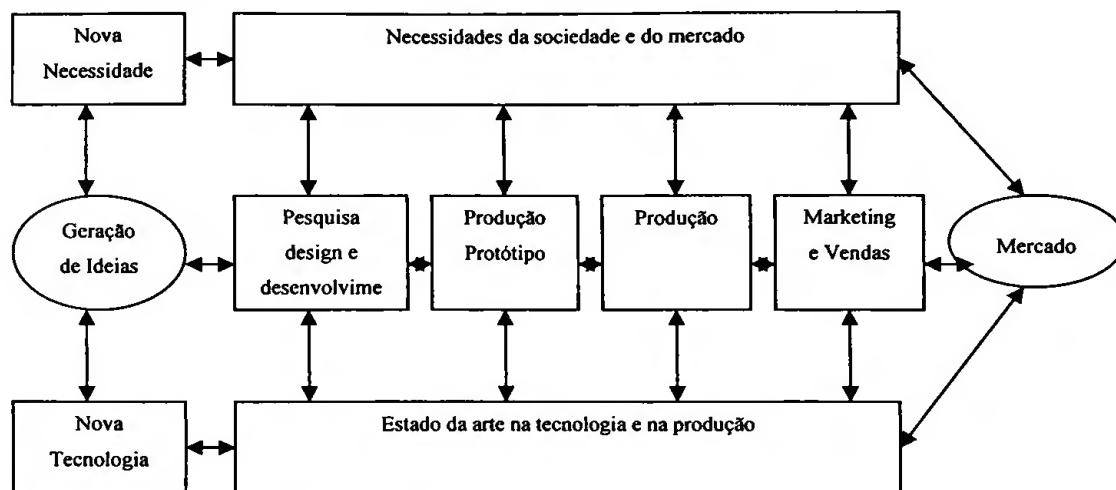 Nova
Necessidade
Necessidades da sociedade e do mercado
Geração
de Ideias
Pesquisa
design e
desenvolvime
Produção
Protótipo
Produção
Marketing
e Vendas
Mercado
Nova
Tecnologia
Estado da arte na tecnologia e na produção